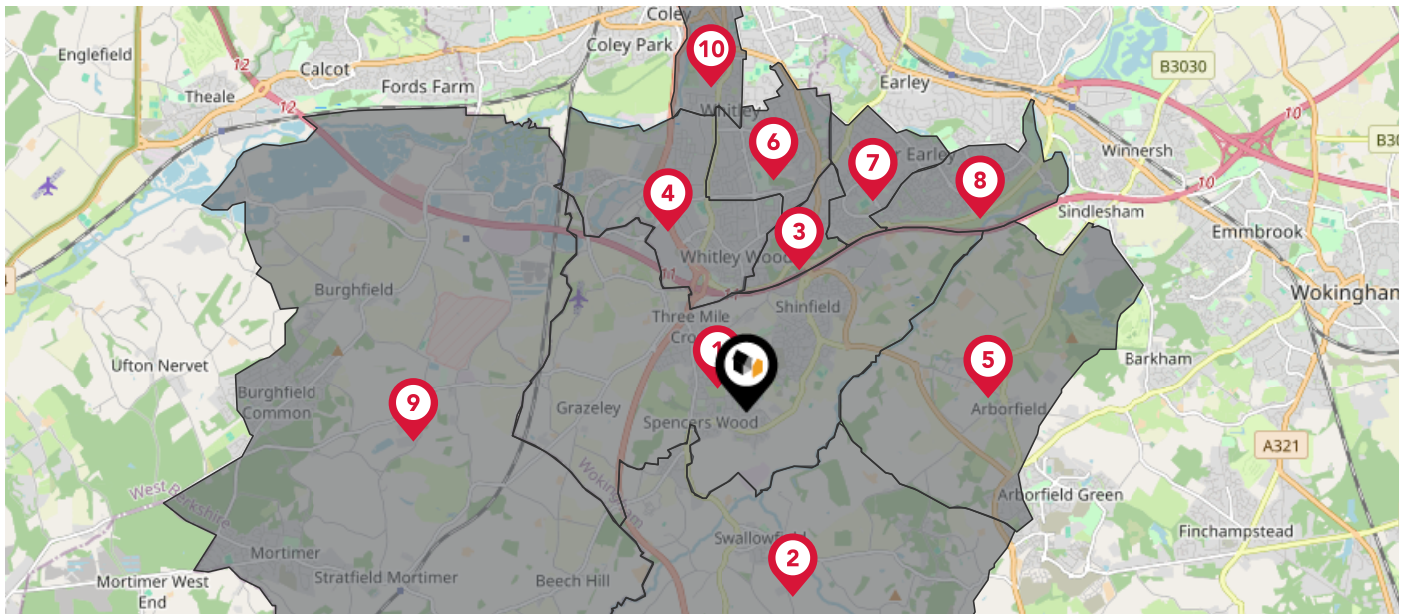 Coley
10
Englefield
Coley Park
12
Calcot
B3030
Earley
Fords Farm
Theale
12
Whitley
10
6
Winnersh
7
8
10
4
Sindlesham
3
Emmbrook
Whitley Wood
11
11
Burghfield
Wokingham
Shinfield
Three Mile
1
5
Barkham
Ufton Nervet
Burghfield
Common
9
Grazeley
Arborfield
Spencers Wood
A321
Wokingham
West Berkshire
Arborfield Green
Finchampstead
Swallowfield
2
Mortimer
Stratfield Mortimer
Beech Hill
Mortimer West
End